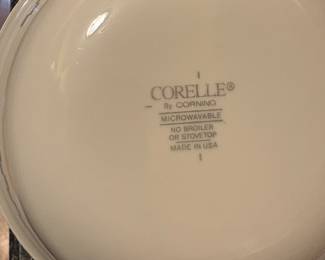 CORELLE®
By CORNING
MICROWAVABLE
NO BROILER
OR STOVETOP
MADE IN USA